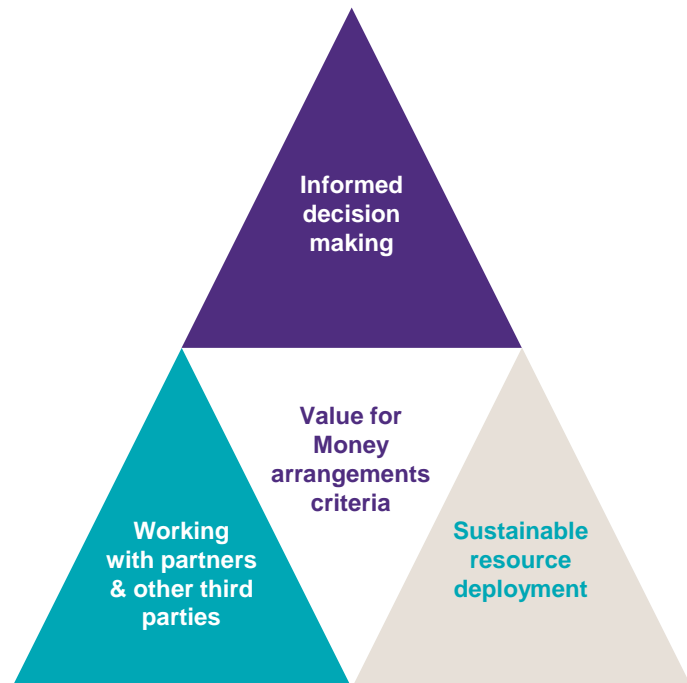 Informed
decision
making
Value for
Money
arrangements
criteria
Working
with partners
& other third
parties
Sustainable
resource
deployment